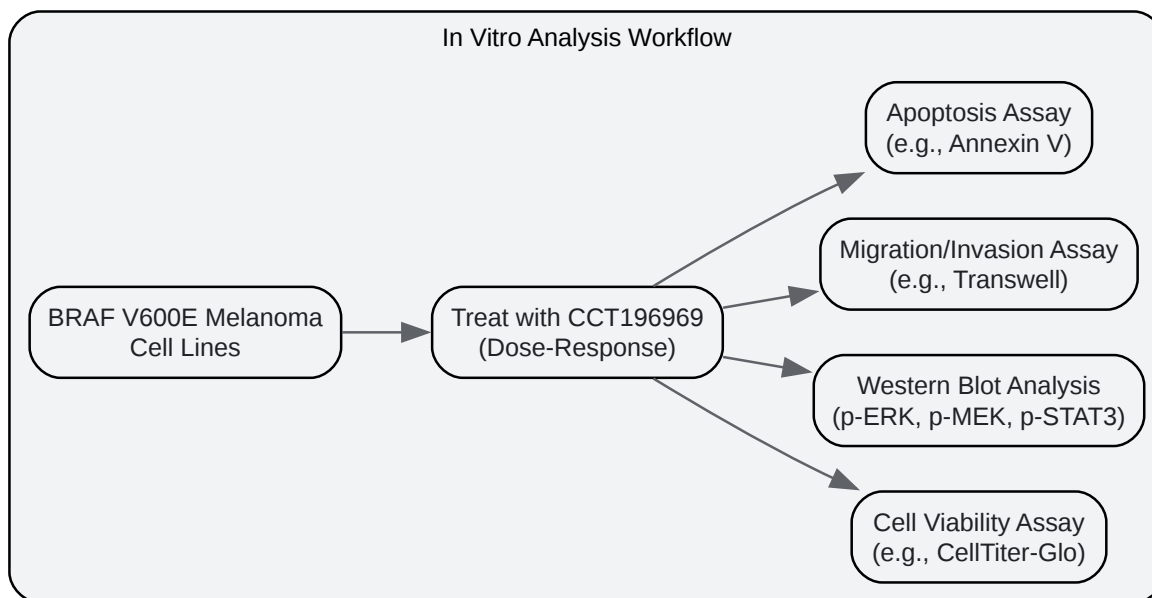 In Vitro Analysis Workflow
Apoptosis Assay
(e.g., Annexin V)
Migration/Invasion Assay
(e.g., Transwell)
BRAF V600E Melanoma
Cell Lines
Treat with CCT196969
(Dose-Response)
Western Blot Analysis
(p-ERK, p-MEK, p-STAT3)
Cell Viability Assay
(e.g., CellTiter-Glo)